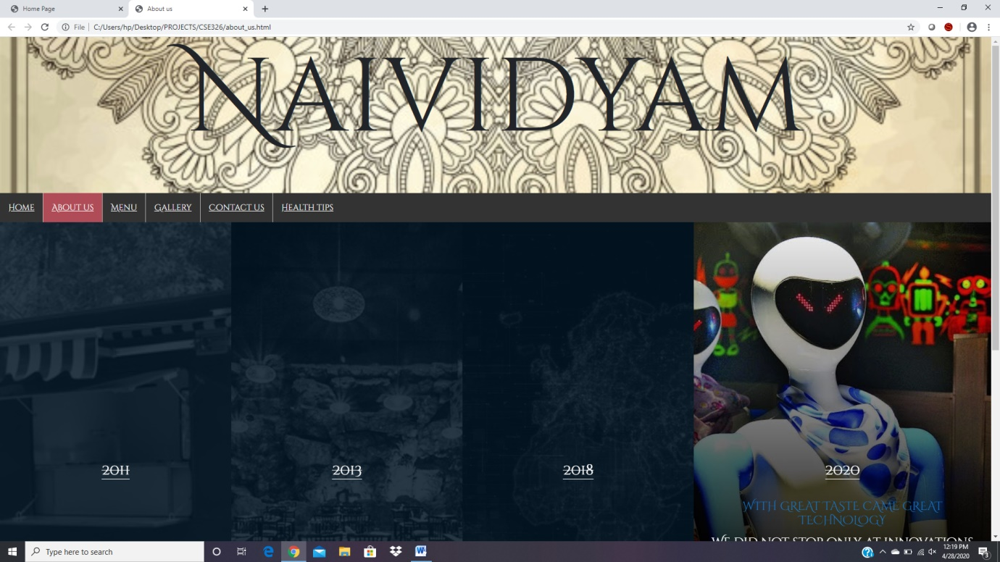 Home Page
About us
File
C:/Users/hp/Desktop/PROJECTS/CSE326/about_us.html
NAIVIDYAM
HOME ABOUT US MENU GALLERY CONTACT US HEALTH TIPS
2011 2013 2018 2020
WITH GREAT TASTE CAME GREAT
TECHNOLOGY
WE DID NOT STOP ONLY AT INNOVATIONS
Type here to search
12:19 PM
4/28/2020
3